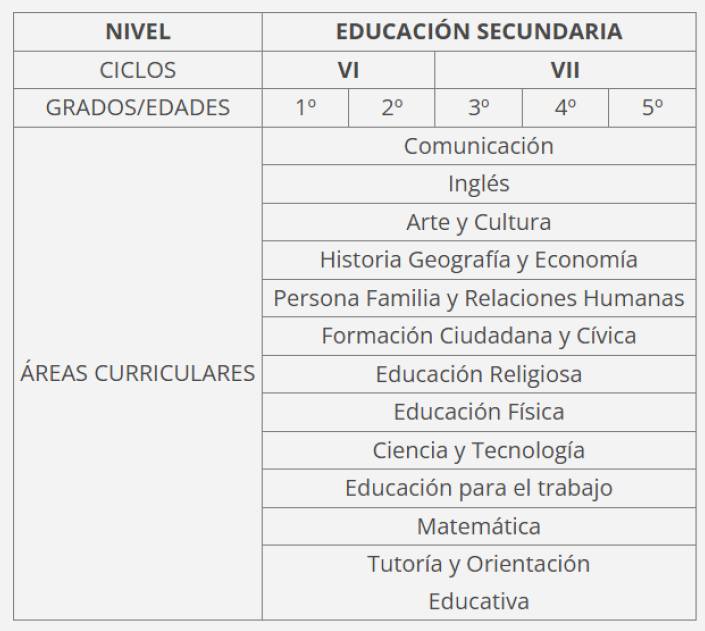 NIVEL EDUCACIÓN SECUNDARIA
CICLOS VI VII
GRADOS/EDADES 1º 2º 3º 4º 5º
ÁREAS CURRICULARES
Comunicación
Inglés
Arte y Cultura
Historia Geografía y Economía
Persona Familia y Relaciones Humanas
Formación Ciudadana y Cívica
Educación Religiosa
Educación Física
Ciencia y Tecnología
Educación para el trabajo
Matemática
Tutoría y Orientación
Educativa